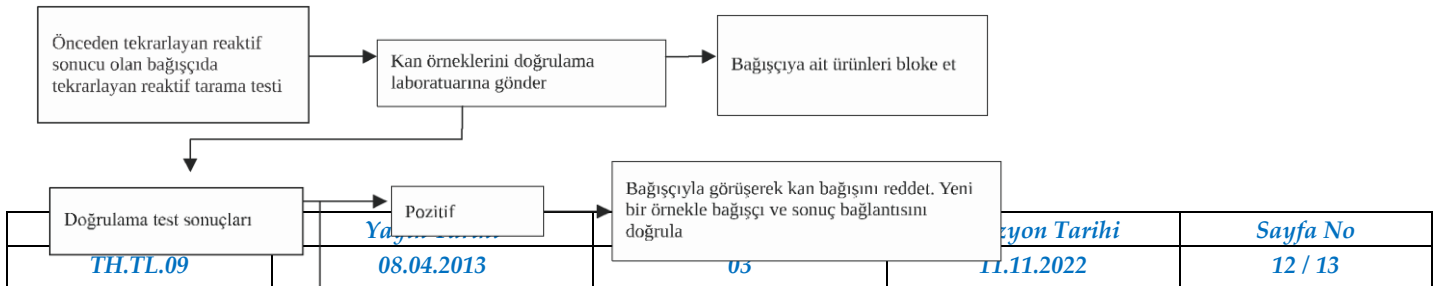 Önceden tekrarlayan reaktif
sonucu olan bağışçıda
tekrarlayan reaktif tarama testi
Kan örneklerini doğrulama
laboratuarına gönder
Bağışçıya ait ürünleri bloke et
Doğrulama test sonuçları
Pozitif
Bağışçıyla görüşerek kan bağışını reddet. Yeni
bir örnekle bağışçı ve sonuç bağlantısını
doğrula
Tarihi Sayfa No
TH.TL.09 08.04.2013 03 11.11.2022 12 / 13